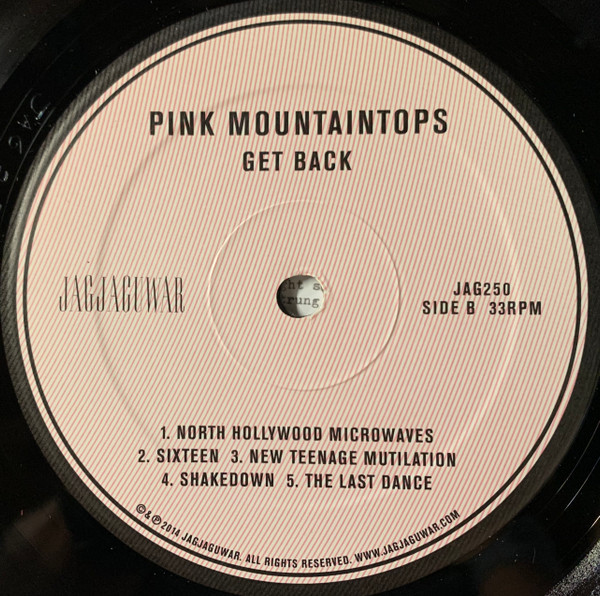 PINK MOUNTAINTOPS
GET BACK
JAGJAGUWAR
JAG250
SIDE B 33RPM
1. NORTH HOLLYWOOD MICROWAVES
2. SIXTEEN 3. NEW TEENAGE MUTILATION
4. SHAKEDOWN 5. THE LAST DANCE
© & ℗ 2014 JAGJAGUWAR. ALL RIGHTS RESERVED. WWW.JAGJAGUWAR.COM